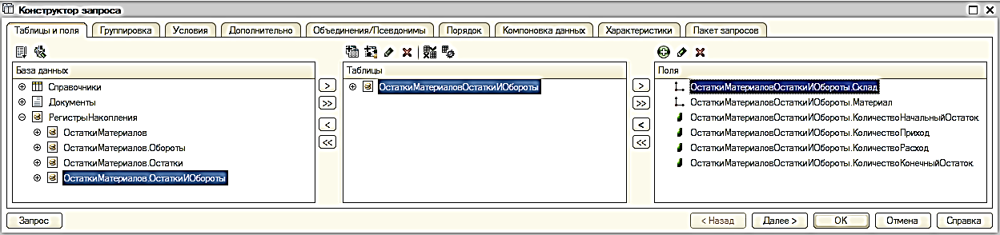 Конструктор запроса
Таблицы и поля Группировка Условия Дополнительно Объединения/Псевдонимы Порядок Компоновка данных Характеристики Пакет запросов
База данных
Справочники
Документы
РегистрыНакопления
ОстаткиМатериалов
ОстаткиМатериалов.Обороты
ОстаткиМатериалов.Остатки
ОстаткиМатериалов.ОстаткиИОбороты
>
>>
<
<<
Таблицы
ОстаткиМатериаловОстаткиИОбороты
>
>>
<
<<
Поля
ОстаткиМатериаловОстаткиИОбороты.Склад
ОстаткиМатериаловОстаткиИОбороты.Материал
ОстаткиМатериаловОстаткиИОбороты.КоличествоНачальныйОстаток
ОстаткиМатериаловОстаткиИОбороты.КоличествоПриход
ОстаткиМатериаловОстаткиИОбороты.КоличествоРасход
ОстаткиМатериаловОстаткиИОбороты.КоличествоКонечныйОстаток
Запрос < Назад Далее > ОК Отмена Справка